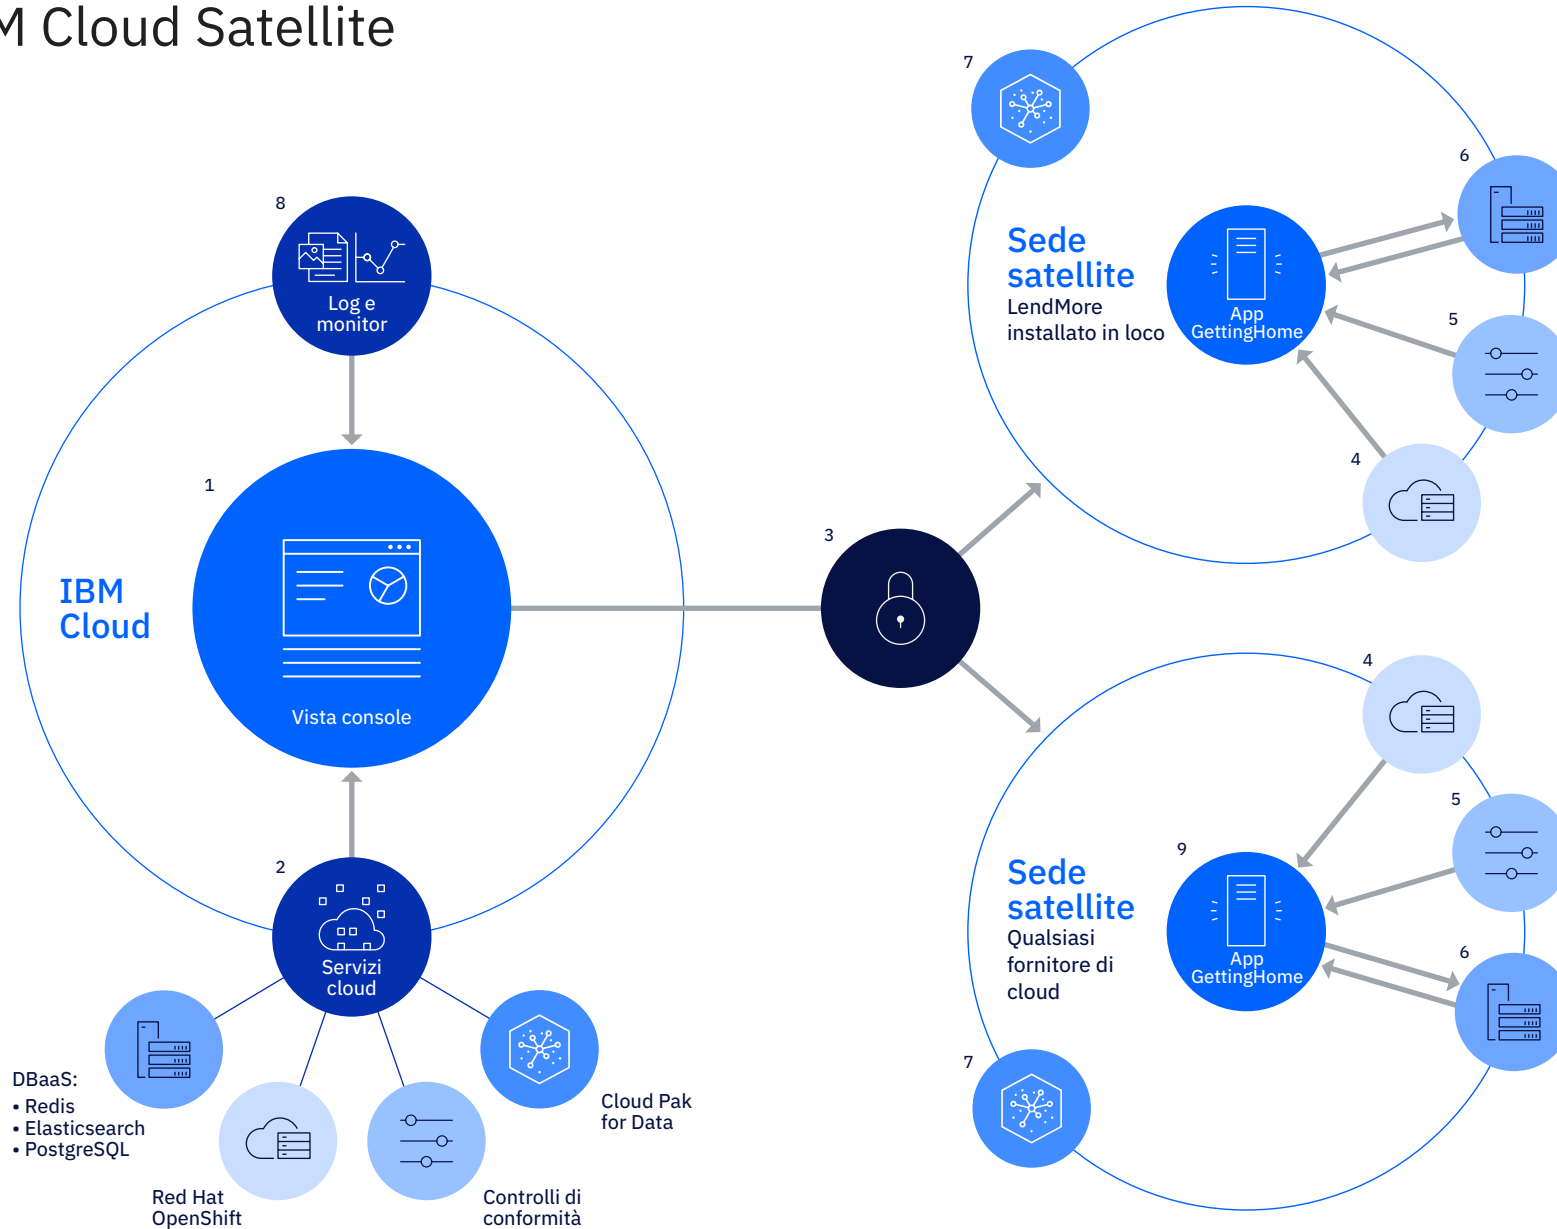 M Cloud Satellite
8
Log e
monitor
1
IBM
Cloud
Vista console
2
Servizi
cloud
DBaaS:
• Redis
• Elasticsearch
• PostgreSQL
Red Hat
OpenShift
Controlli di
conformità
Cloud Pak
for Data
3
7
6
Sede
satellite
LendMore
installato in loco
App
GettingHome
5
4
4
5
9
Sede
satellite
Qualsiasi
fornitore di
cloud
App
GettingHome
6
7